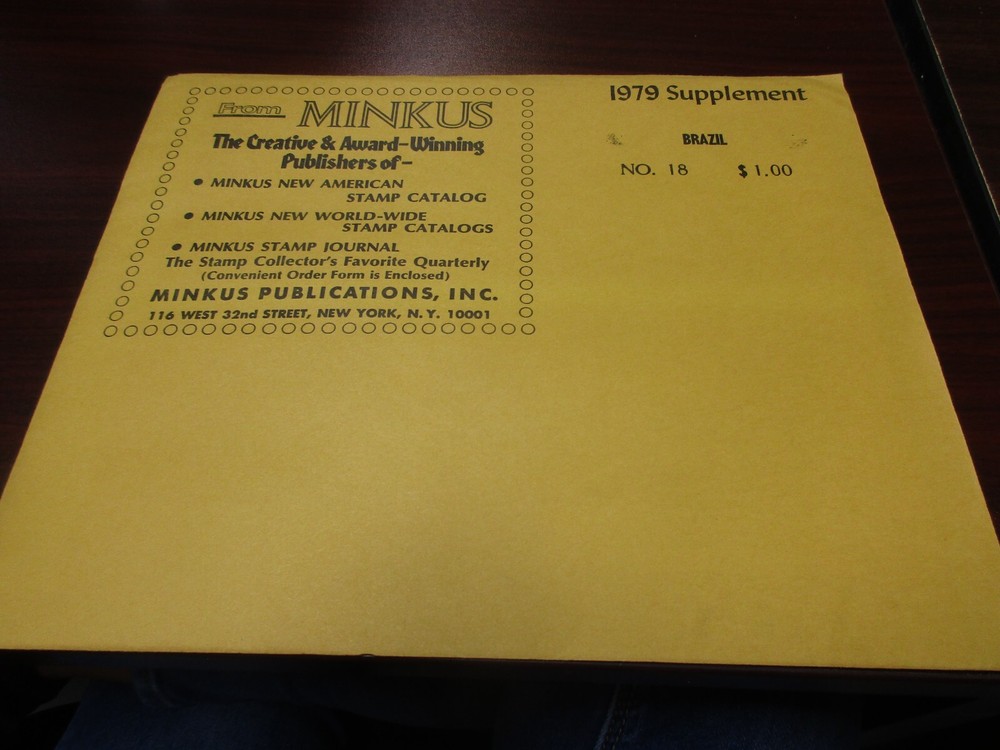 From MINKUS
The Creative & Award-Winning
Publishers of-
• MINKUS NEW AMERICAN
STAMP CATALOG
• MINKUS NEW WORLD-WIDE
STAMP CATALOGS
• MINKUS STAMP JOURNAL
The Stamp Collector's Favorite Quarterly
(Convenient Order Form is Enclosed)
MINKUS PUBLICATIONS, INC.
116 WEST 32nd STREET, NEW YORK, N.Y. 10001
1979 Supplement
BRAZIL
NO. 18 $1.00